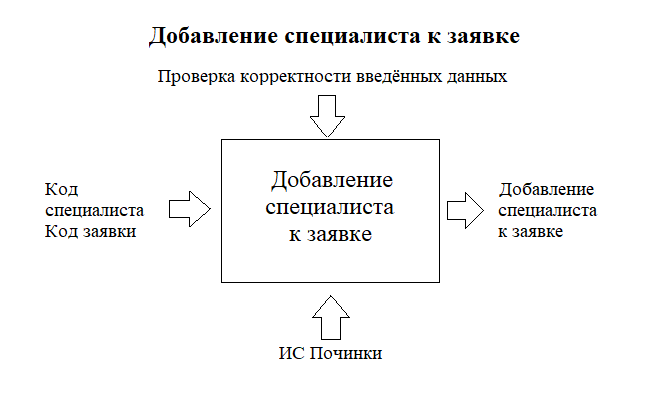 Добавление специалиста к заявке
Проверка корректности введённых данных
Код
специалиста
Код заявки
Добавление
специалиста
к заявке
Добавление
специалиста
к заявке
ИС Починки